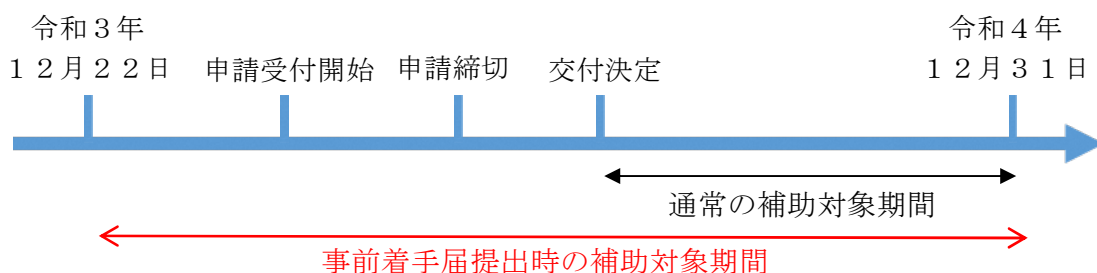 令和３年
１２月２２日
申請受付開始
申請締切
交付決定
令和４年
１２月３１日
通常の補助対象期間
事前着手届提出時の補助対象期間